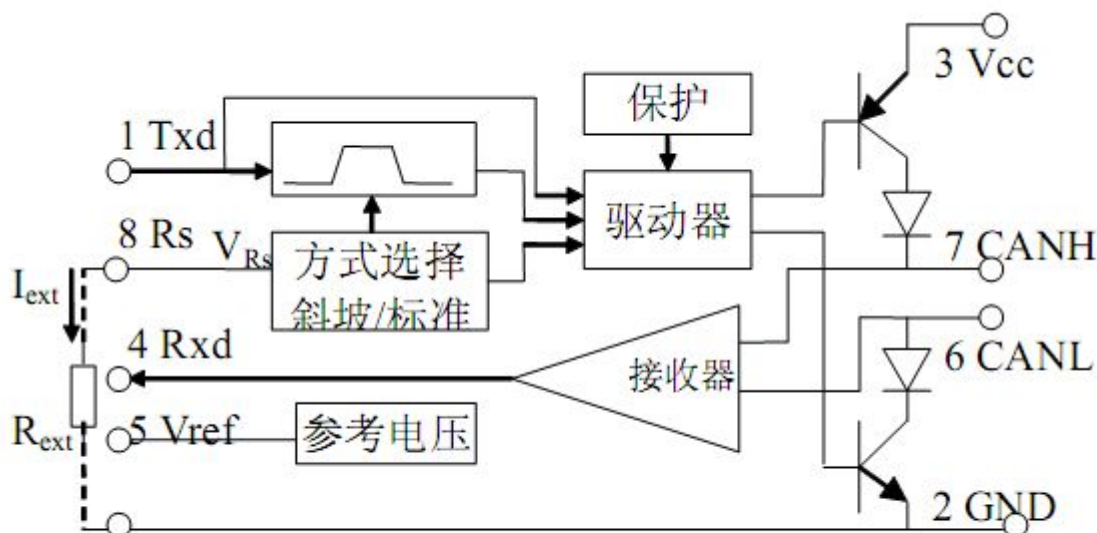 3 Vcc
保护
1 Txd
驱动器
8 Rs
V_Rs
方式选择
斜坡/标准
7 CANH
I_ext
4 Rxd
接收器
6 CANL
R_ext
5 Vref
参考电压
2 GND